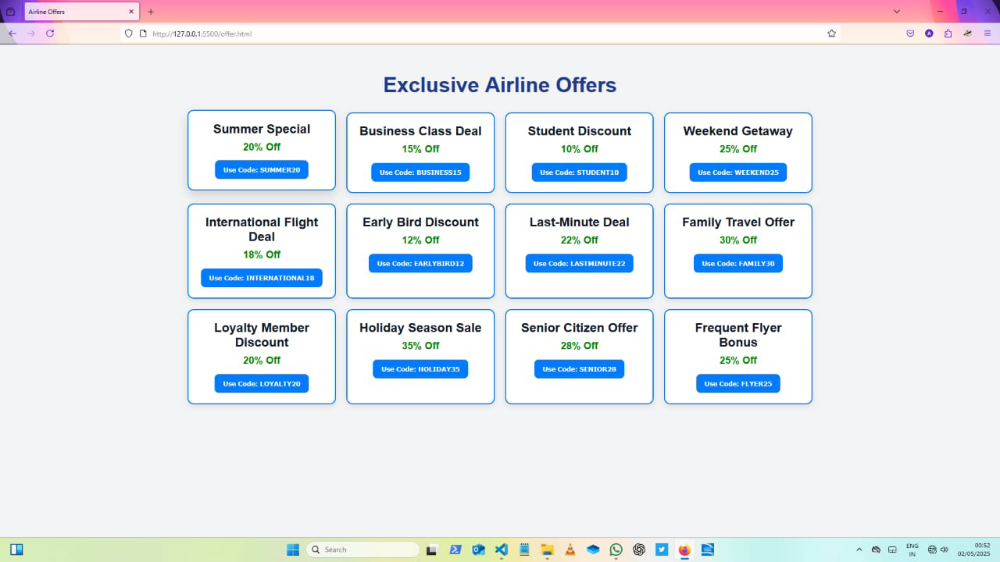 Airline Offers
http://127.0.0.1:5500/offer.html
Exclusive Airline Offers
Summer Special
20% Off
Use Code: SUMMER20
Business Class Deal
15% Off
Use Code: BUSINESS15
Student Discount
10% Off
Use Code: STUDENT10
Weekend Getaway
25% Off
Use Code: WEEKEND25
International Flight
Deal
18% Off
Use Code: INTERNATIONAL18
Early Bird Discount
12% Off
Use Code: EARLYBIRD12
Last-Minute Deal
22% Off
Use Code: LASTMINUTE22
Family Travel Offer
30% Off
Use Code: FAMILY30
Loyalty Member
Discount
20% Off
Use Code: LOYALTY20
Holiday Season Sale
35% Off
Use Code: HOLIDAY35
Senior Citizen Offer
28% Off
Use Code: SENIOR28
Frequent Flyer
Bonus
25% Off
Use Code: FLYER25
Search
ENG
IN
00:52
02/05/2025